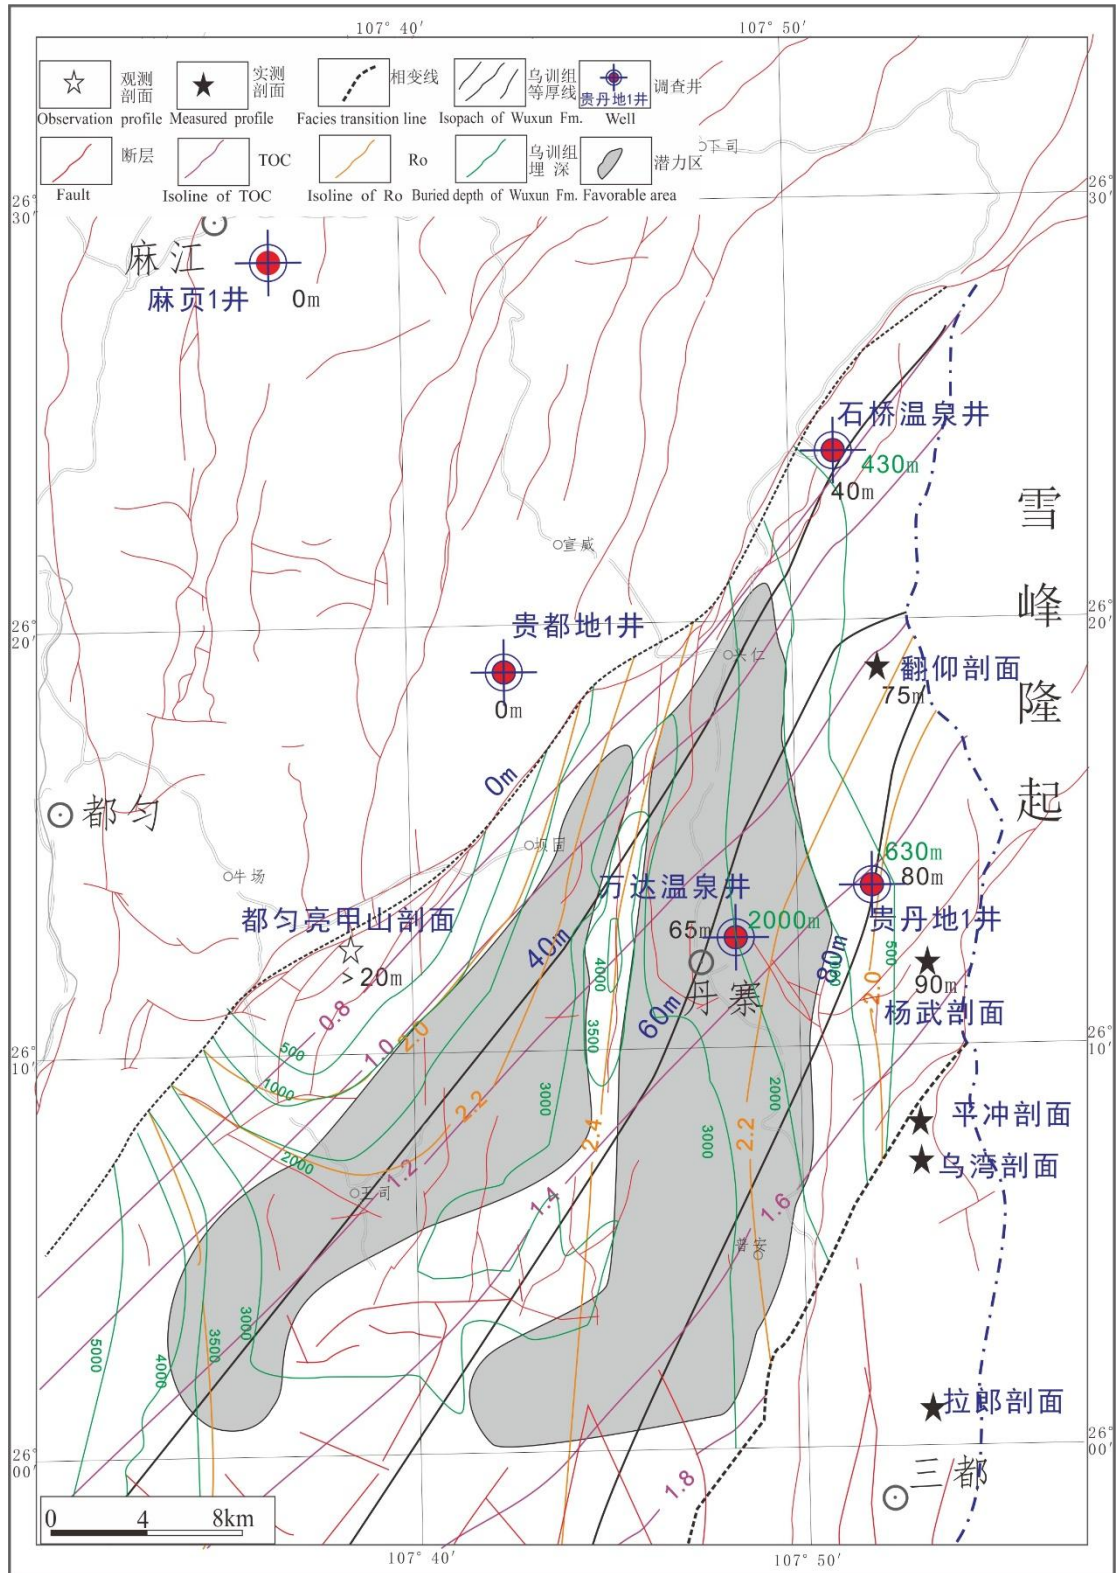 107° 40′
107° 50′
观测
剖面
实测
剖面
相变线
乌训组
等厚线
贵丹地1井
调查井
Observation profile
Measured profile
Facies transition line
Isopach of Wuxun Fm.
Well
断层
TOC
Ro
乌训组
埋 深
潜力区
Fault
Isoline of TOC
Isoline of Ro
Buried depth of Wuxun Fm.
Favorable area
下司
26°
30′
26°
30′
麻江
麻页1井
0m
石桥温泉井
430m
40m
雪峰隆起
宣威
26°
20′
26°
20′
贵都地1井
0m
兴仁
翻仰剖面
75m
0m
都匀
坝固
牛场
630m
80m
万达温泉井
贵丹地1井
都匀亮甲山剖面
65m
2000m
>20m
40m
4000
丹寨
80m
500
2.0
90m
杨武剖面
0.8
60m
500
1.0
2.0
3500
26°
10′
26°
10′
1000
2.2
3000
2000
平冲剖面
2000
2.4
3000
2.2
乌湾剖面
1.2
王司
1.4
1.6
普安
3000
3500
5000
4000
拉郎剖面
26°
00′
26°
00′
1.8
三都
0 4 8km
107° 40′
107° 50′